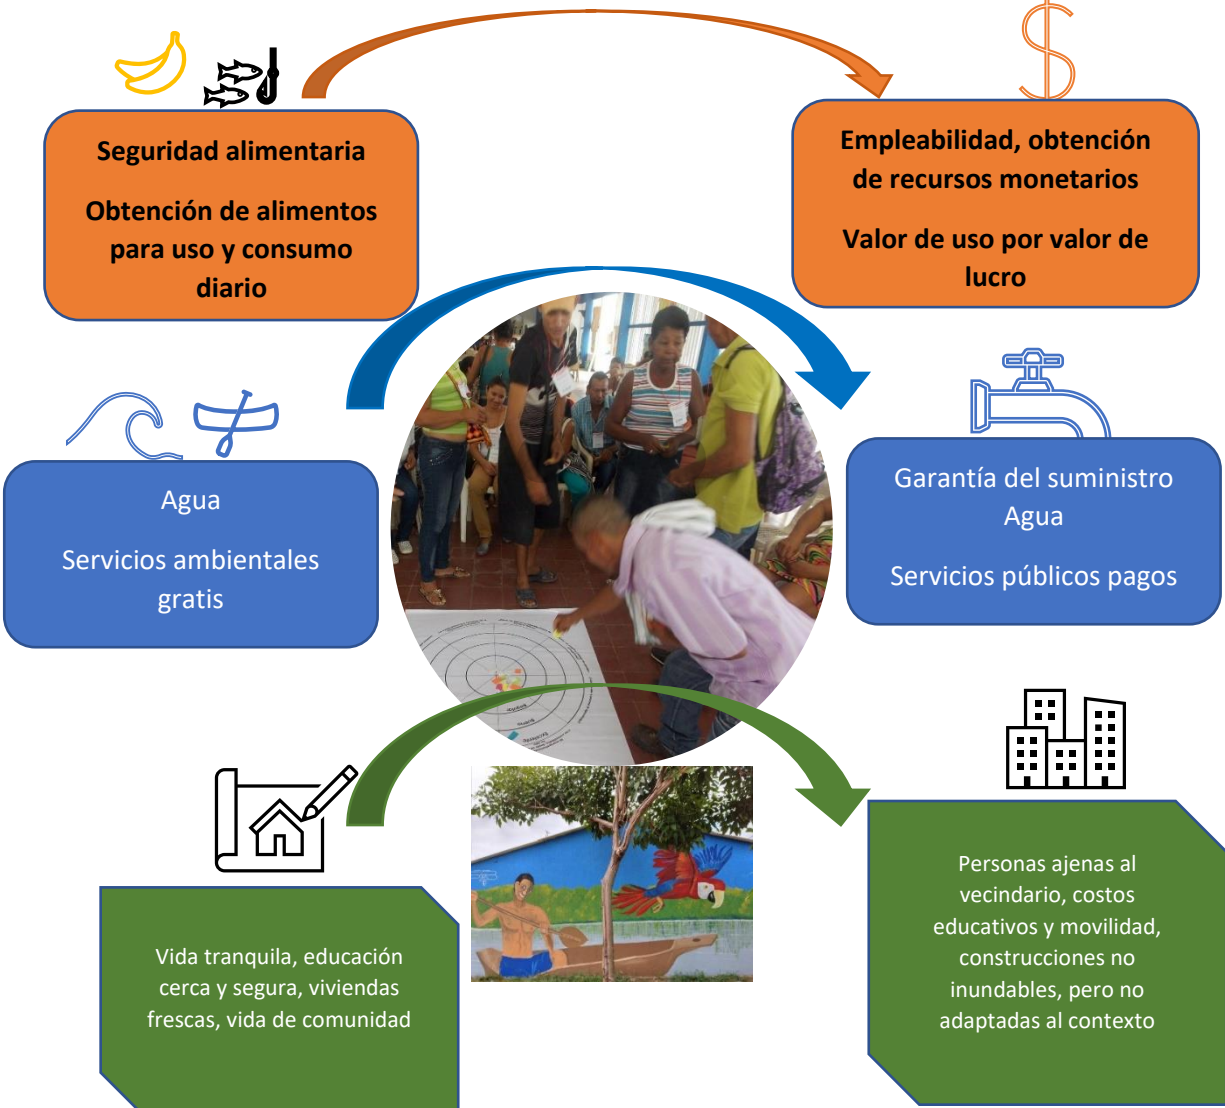 Seguridad alimentaria
Obtención de alimentos
para uso y consumo
diario
Empleabilidad, obtención
de recursos monetarios
Valor de uso por valor de
lucro
Agua
Servicios ambientales
gratis
Garantía del suministro
Agua
Servicios públicos pagos
Vida tranquila, educación
cerca y segura, viviendas
frescas, vida de comunidad
Personas ajenas al
vecindario, costos
educativos y movilidad,
construcciones no
inundables, pero no
adaptadas al contexto